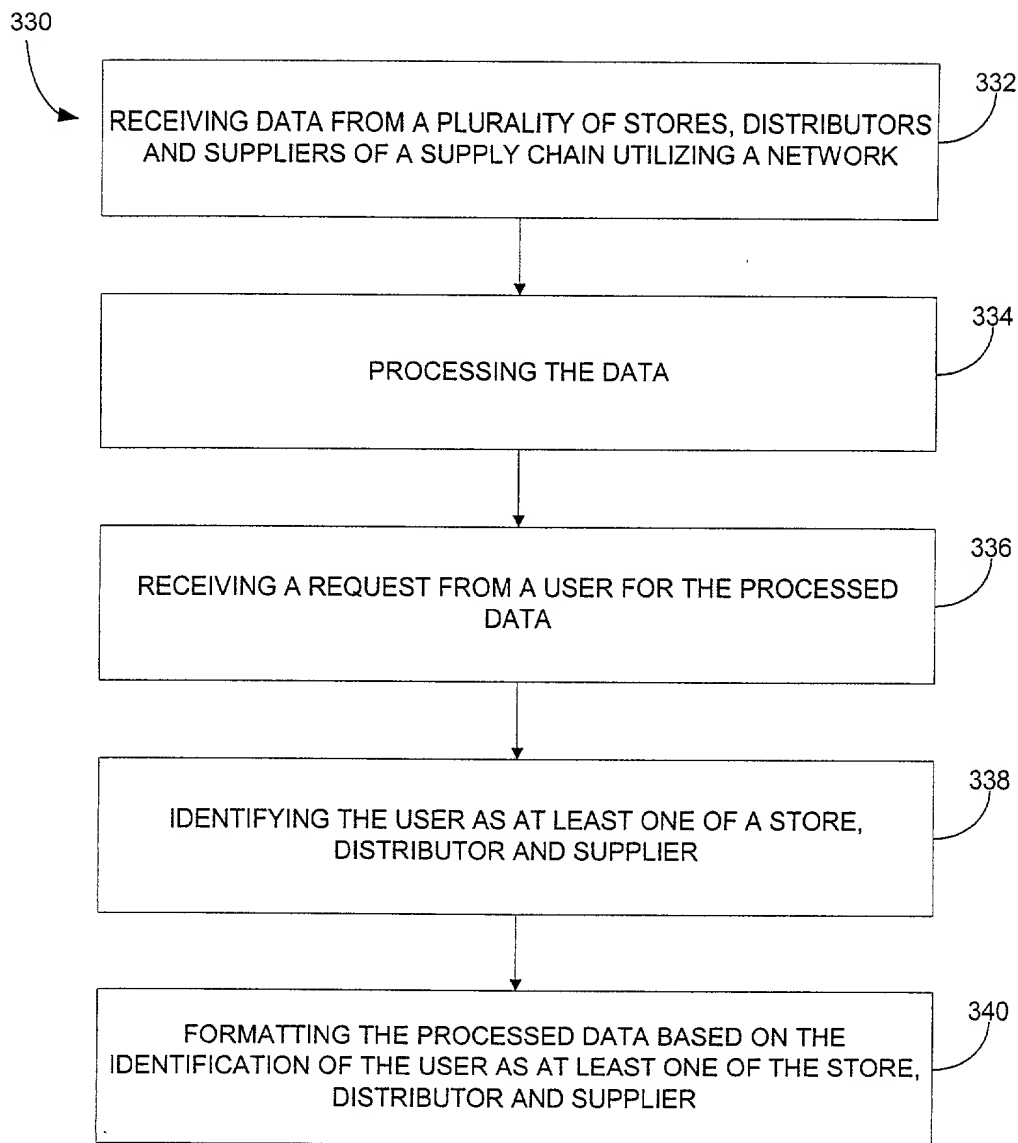 330
332
RECEIVING DATA FROM A PLURALITY OF STORES, DISTRIBUTORS
AND SUPPLIERS OF A SUPPLY CHAIN UTILIZING A NETWORK
334
PROCESSING THE DATA
336
RECEIVING A REQUEST FROM A USER FOR THE PROCESSED
DATA
338
IDENTIFYING THE USER AS AT LEAST ONE OF A STORE,
DISTRIBUTOR AND SUPPLIER
340
FORMATTING THE PROCESSED DATA BASED ON THE
IDENTIFICATION OF THE USER AS AT LEAST ONE OF THE STORE,
DISTRIBUTOR AND SUPPLIER